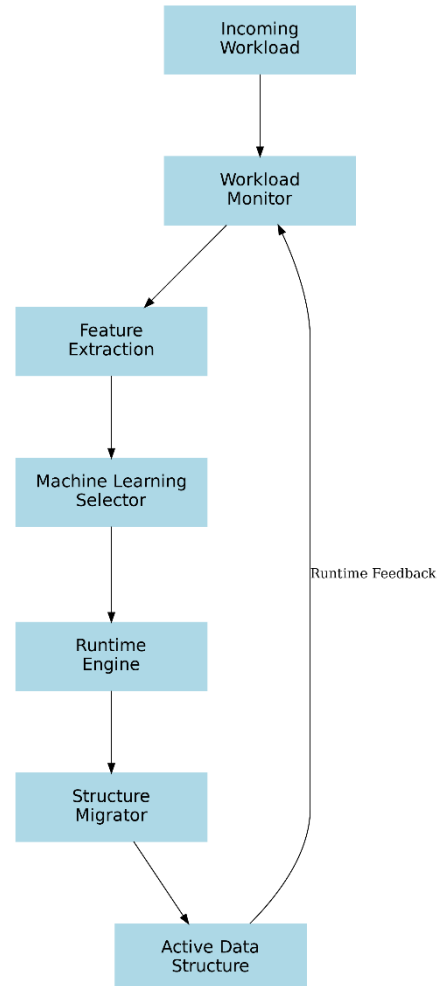 Incoming
Workload
Workload
Monitor
Feature
Extraction
Machine Learning
Selector
Runtime Feedback
Runtime
Engine
Structure
Migrator
Active Data
Structure